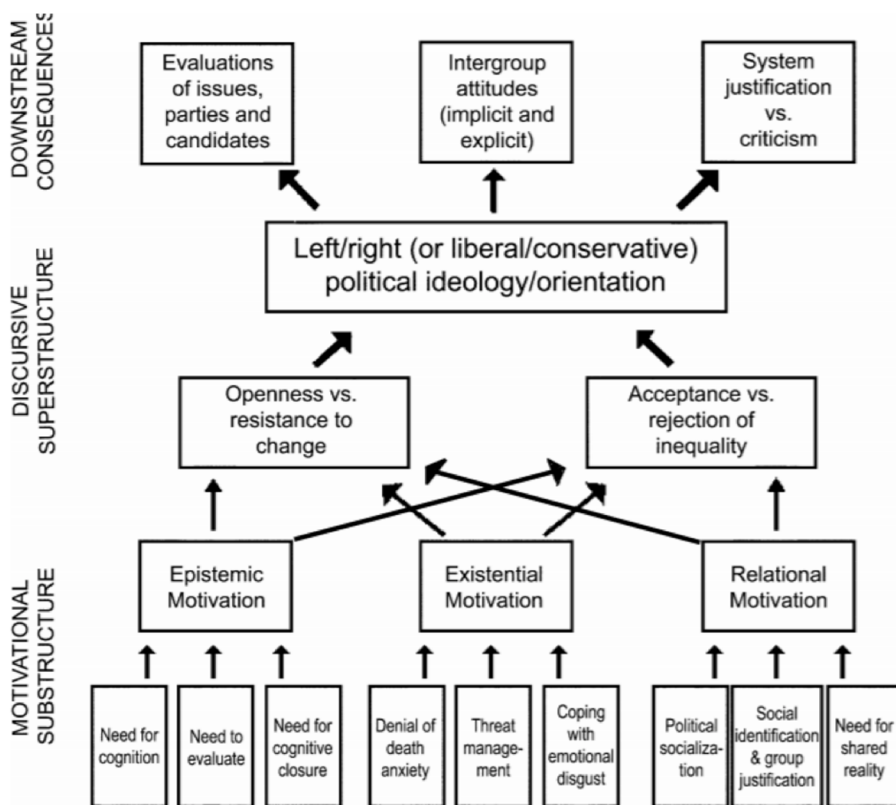 DOWNSTREAM
CONSEQUENCES
Evaluations
of issues,
parties and
candidates
Intergroup
attitudes
(implicit and
explicit)
System
justification
vs.
criticism
DISCURSIVE
SUPERSTRUCTURE
Left/right (or liberal/conservative)
political ideology/orientation
Openness vs.
resistance to
change
Acceptance vs.
rejection of
inequality
MOTIVATIONAL
SUBSTRUCTURE
Epistemic
Motivation
Existential
Motivation
Relational
Motivation
Need for
cognition
Need to
evaluate
Need for
cognitive
closure
Denial of
death
anxiety
Threat
manage-
ment
Coping
with
emotional
disgust
Political
socializa-
tion
Social
identification
& group
justification
Need for
shared
reality